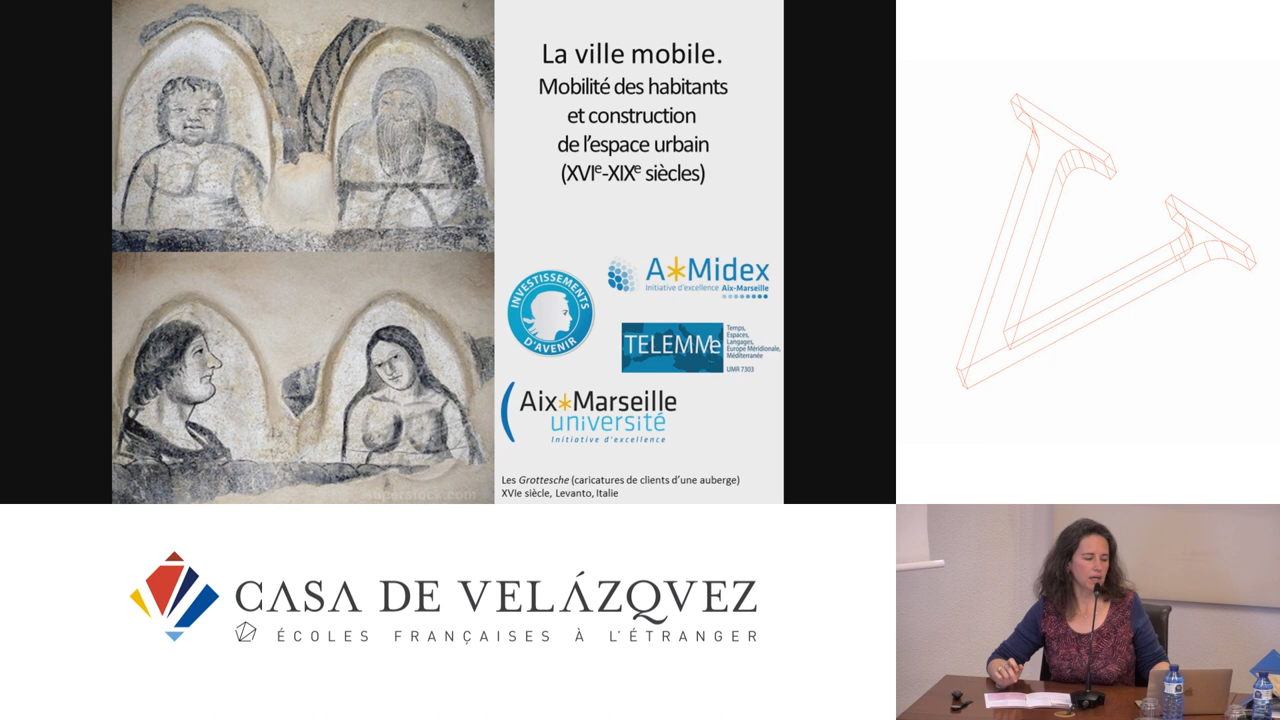 La ville mobile.
Mobilité des habitants
et construction
de l'espace urbain
(XVIe-XIXe siècles)
INVESTISSEMENTS
D'AVENIR
A*Midex
Initiative d'excellence Aix-Marseille
TELEMMe
Temps,
Espaces,
Langages,
Europe Méridionale,
Méditerranée
UMR 7303
Aix*Marseille
université
Initiative d'excellence
Les Grottesche (caricatures de clients d'une auberge)
XVIe siècle, Levanto, Italie
CASA DE VELÁZQVEZ
ÉCOLES FRANÇAISES À L'ÉTRANGER